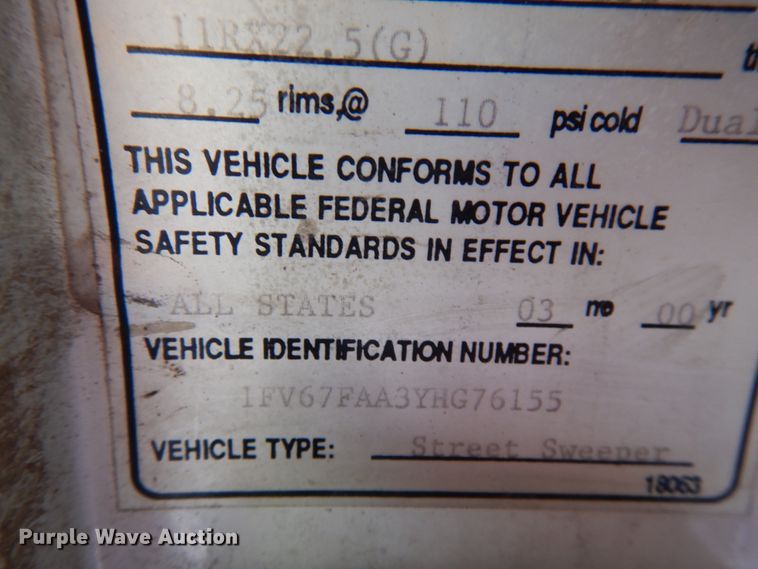 11RX22.5(G)
8.25 rims,@ 110 psi cold Dual
THIS VEHICLE CONFORMS TO ALL
APPLICABLE FEDERAL MOTOR VEHICLE
SAFETY STANDARDS IN EFFECT IN:
ALL STATES 03 mo 00 yr
VEHICLE IDENTIFICATION NUMBER:
1FV67FAA3YHG76155
VEHICLE TYPE: Street Sweeper
18063
Purple Wave Auction